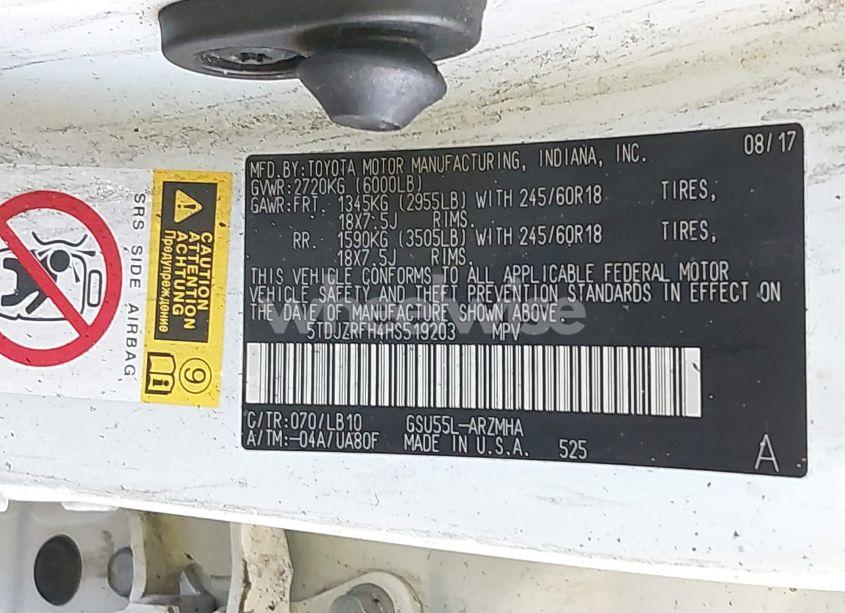 MFD.BY:TOYOTA MOTOR MANUFACTURING, INDIANA, INC. 08/17
GVWR:2720KG (6000LB)
GAWR:FRT. 1345KG (2955LB) WITH 245/60R18 TIRES,
18X7.5J RIMS.
RR. 1590KG (3505LB) WITH 245/60R18 TIRES,
18X7.5J RIMS.
THIS VEHICLE CONFORMS TO ALL APPLICABLE FEDERAL MOTOR
VEHICLE SAFETY AND THEFT PREVENTION STANDARDS IN EFFECT ON
THE DATE OF MANUFACTURE SHOWN ABOVE.
5TDJZRFH4HS519203 MPV
C/TR:070/LB10 GSU55L-ARZMHA
A/TM:-04A/UA80F MADE IN U.S.A. 525 A
SRS SIDE AIRBAG
CAUTION
ATTENTION
ACHTUNG
Предупреждение
9
wheelwise